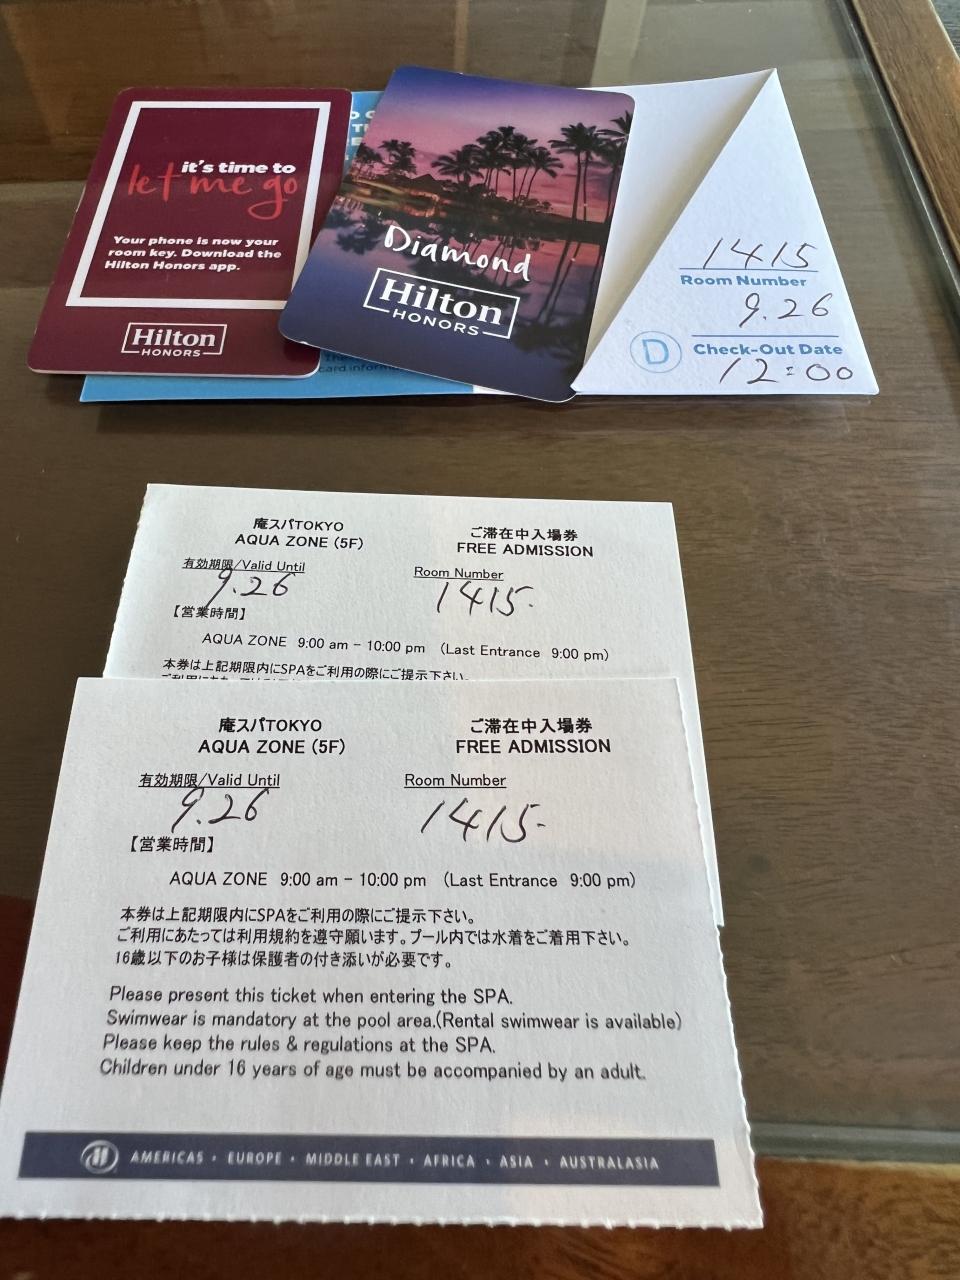 it's time to
let me go
Your phone is now your
room key. Download the
Hilton Honors app.
Hilton
HONORS
Diamond
Hilton
HONORS
1415
Room Number
9.26
D Check-Out Date
12:00
庵スパTOKYO
AQUA ZONE (5F)
ご滞在中入場券
FREE ADMISSION
有効期限/Valid Until
9.26
Room Number
1415.
【営業時間】
AQUA ZONE 9:00 am - 10:00 pm (Last Entrance 9:00 pm)
本券は上記期限内にSPAをご利用の際にご提示下さい。
庵スパTOKYO
AQUA ZONE (5F)
ご滞在中入場券
FREE ADMISSION
有効期限/Valid Until
9.26
Room Number
1415-
【営業時間】
AQUA ZONE 9:00 am - 10:00 pm (Last Entrance 9:00 pm)
本券は上記期限内にSPAをご利用の際にご提示下さい。
ご利用にあたっては利用規約を遵守願います。プール内では水着をご着用下さい。
16歳以下のお子様は保護者の付き添いが必要です。
Please present this ticket when entering the SPA.
Swimwear is mandatory at the pool area.(Rental swimwear is available)
Please keep the rules & regulations at the SPA.
Children under 16 years of age must be accompanied by an adult.
AMERICAS • EUROPE • MIDDLE EAST • AFRICA • ASIA • AUSTRALASIA